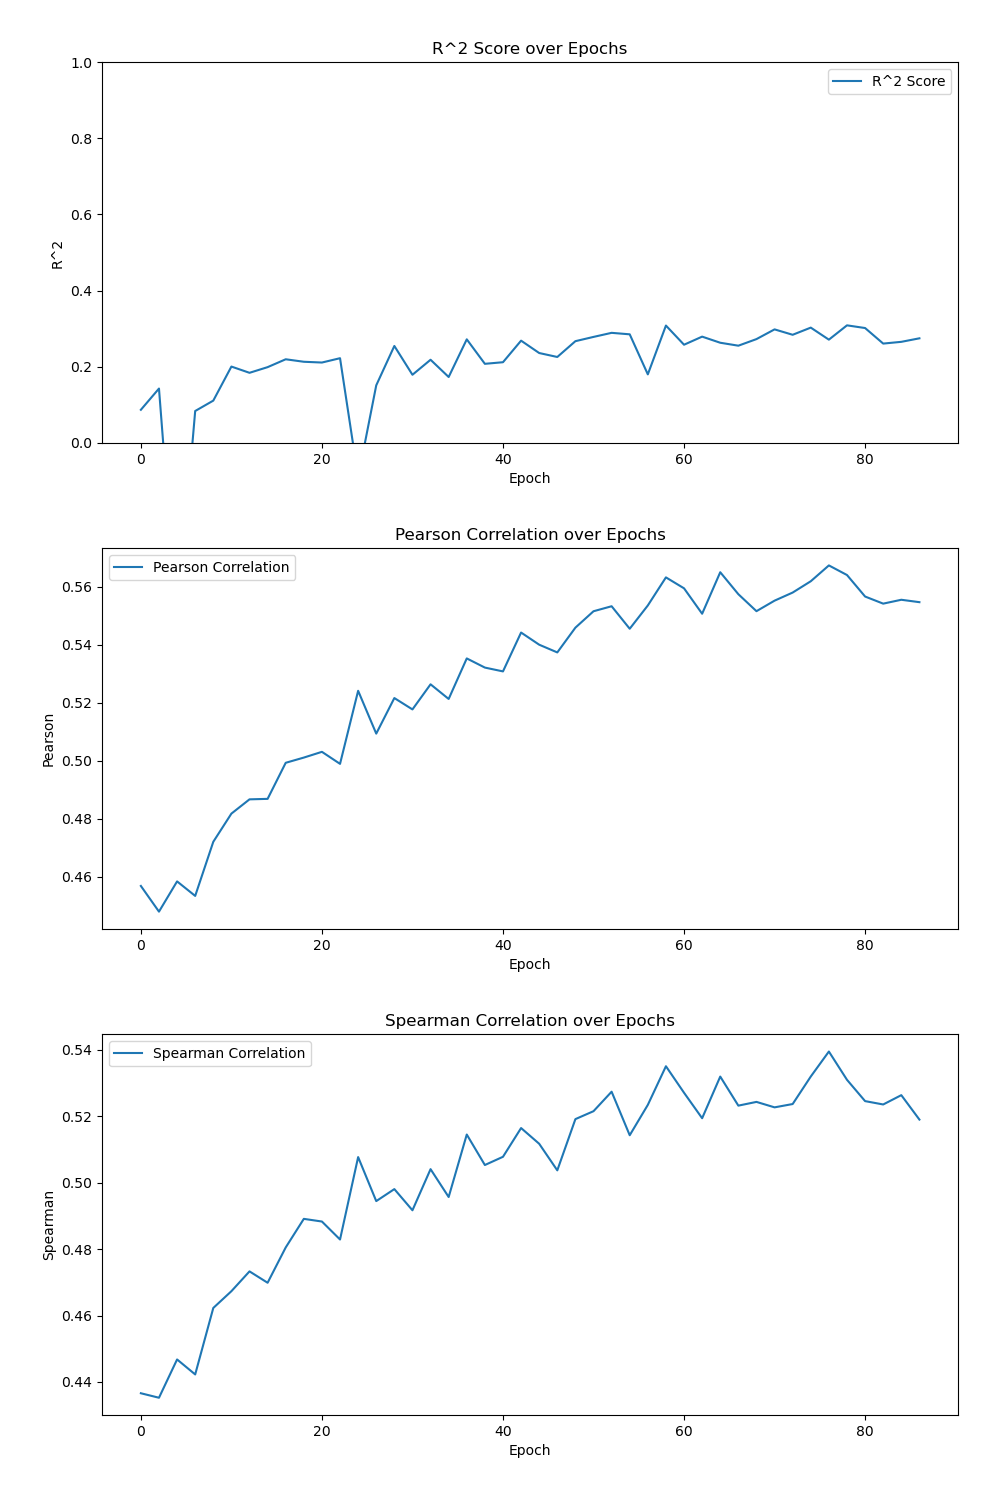 R^2 Score over Epochs
1.0
R^2 Score
0.8
0.6
R^2
0.4
0.2
0.0
0 20 40 60 80
Epoch
Pearson Correlation over Epochs
Pearson Correlation
0.56
0.54
0.52
Pearson
0.50
0.48
0.46
0 20 40 60 80
Epoch
Spearman Correlation over Epochs
0.54
Spearman Correlation
0.52
0.50
Spearman
0.48
0.46
0.44
0 20 40 60 80
Epoch